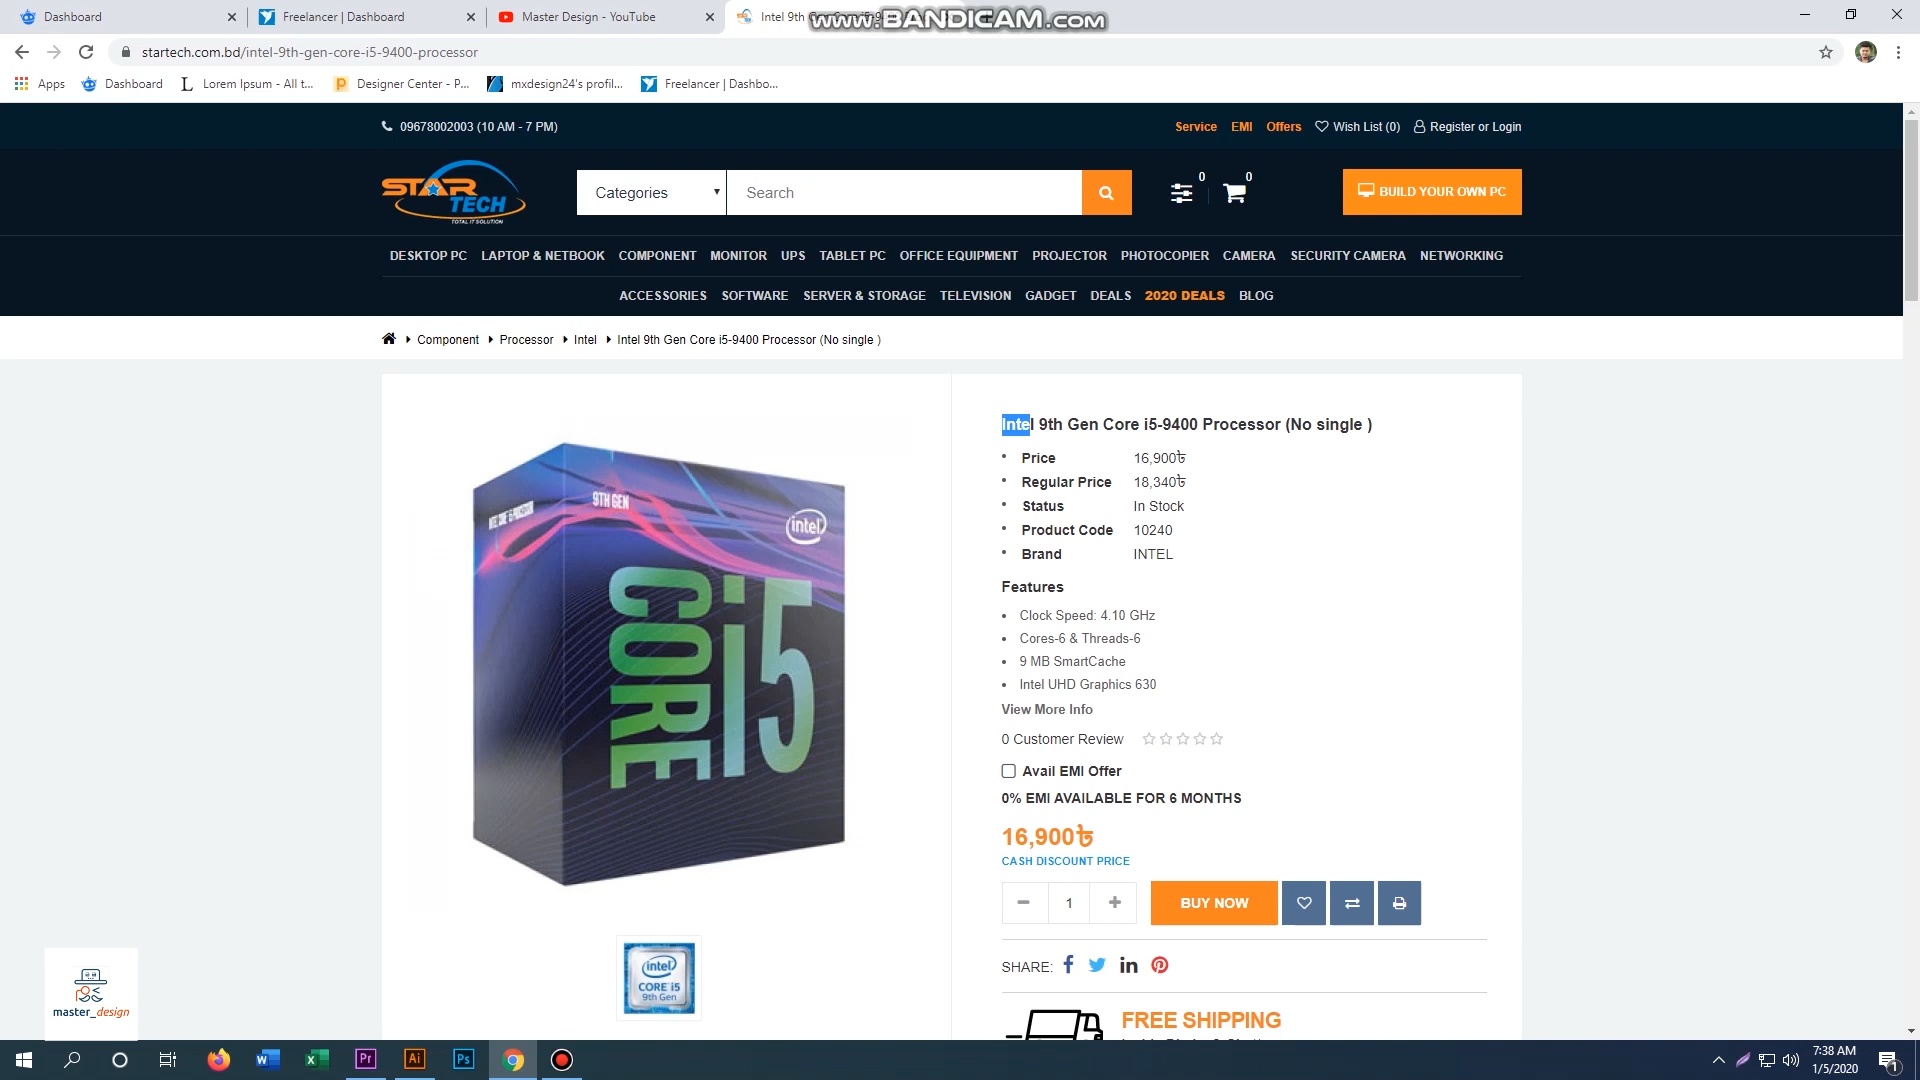 Dashboard
Freelancer | Dashboard
Master Design - YouTube
Intel 9th
www.BANDICAM.com
startech.com.bd/intel-9th-gen-core-i5-9400-processor
Apps
Dashboard
Lorem Ipsum - All t...
Designer Center - P...
mxdesign24's profil...
Freelancer | Dashbo...
09678002003 (10 AM - 7 PM)
Service
EMI
Offers
Wish List (0)
Register or Login
STAR
TECH
TOTAL IT SOLUTION
Categories
Search
0
0
BUILD YOUR OWN PC
DESKTOP PC
LAPTOP & NETBOOK
COMPONENT
MONITOR
UPS
TABLET PC
OFFICE EQUIPMENT
PROJECTOR
PHOTOCOPIER
CAMERA
SECURITY CAMERA
NETWORKING
ACCESSORIES
SOFTWARE
SERVER & STORAGE
TELEVISION
GADGET
DEALS
2020 DEALS
BLOG
Component
Processor
Intel
Intel 9th Gen Core i5-9400 Processor (No single )
9TH GEN
intel
CORE i5
intel
CORE i5
9th Gen
Intel 9th Gen Core i5-9400 Processor (No single )
Price 16,900৳
Regular Price 18,340৳
Status In Stock
Product Code 10240
Brand INTEL
Features
Clock Speed: 4.10 GHz
Cores-6 & Threads-6
9 MB SmartCache
Intel UHD Graphics 630
View More Info
0 Customer Review
Avail EMI Offer
0% EMI AVAILABLE FOR 6 MONTHS
16,900৳
CASH DISCOUNT PRICE
1
BUY NOW
SHARE:
FREE SHIPPING
master_design
Pr
Ai
Ps
7:38 AM
1/5/2020
1